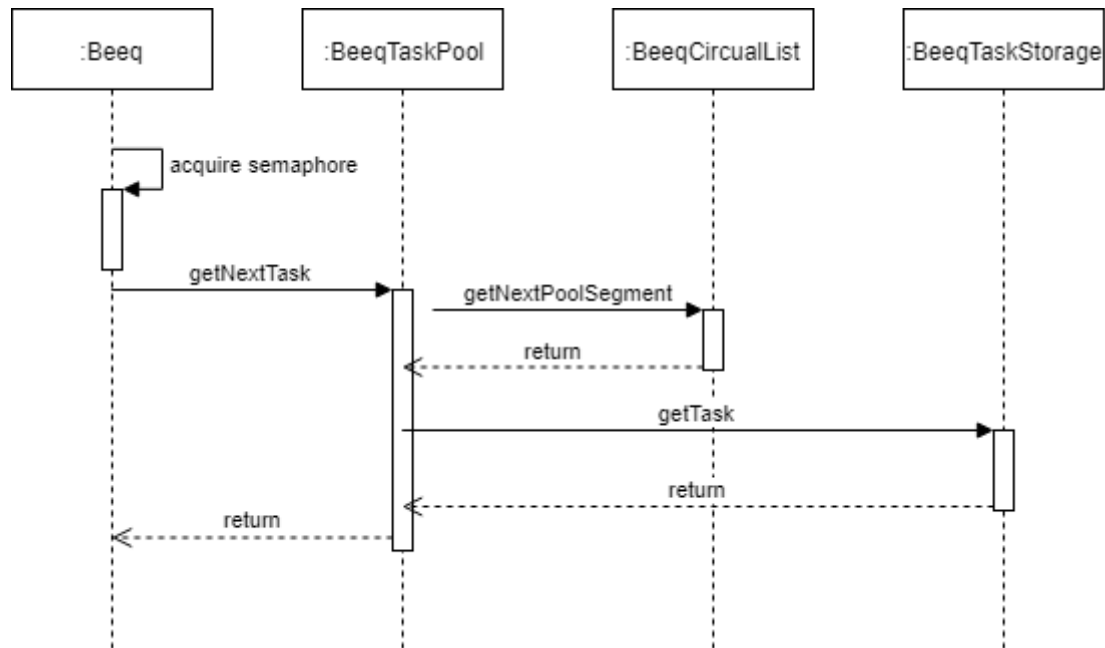 :Beeq
:BeeqTaskPool
:BeeqCircualList
:BeeqTaskStorage
acquire semaphore
getNextTask
getNextPoolSegment
return
getTask
return
return